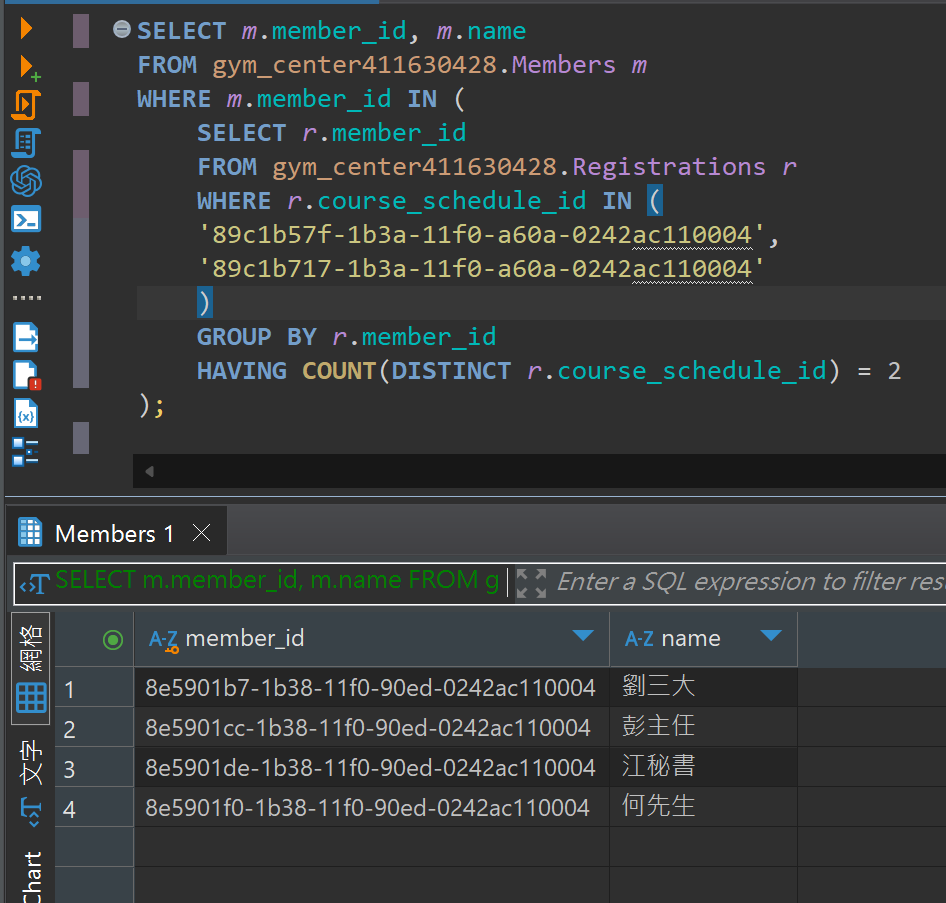 SELECT m.member_id, m.name
FROM gym_center411630428.Members m
WHERE m.member_id IN (
SELECT r.member_id
FROM gym_center411630428.Registrations r
WHERE r.course_schedule_id IN (
'89c1b57f-1b3a-11f0-a60a-0242ac110004',
'89c1b717-1b3a-11f0-a60a-0242ac110004'
)
GROUP BY r.member_id
HAVING COUNT(DISTINCT r.course_schedule_id) = 2
);
Members 1
SELECT m.member_id, m.name FROM g
Enter a SQL expression to filter res
網格
文字
Chart
A-Z member_id A-Z name
1 8e5901b7-1b38-11f0-90ed-0242ac110004 劉三大
2 8e5901cc-1b38-11f0-90ed-0242ac110004 彭主任
3 8e5901de-1b38-11f0-90ed-0242ac110004 江秘書
4 8e5901f0-1b38-11f0-90ed-0242ac110004 何先生